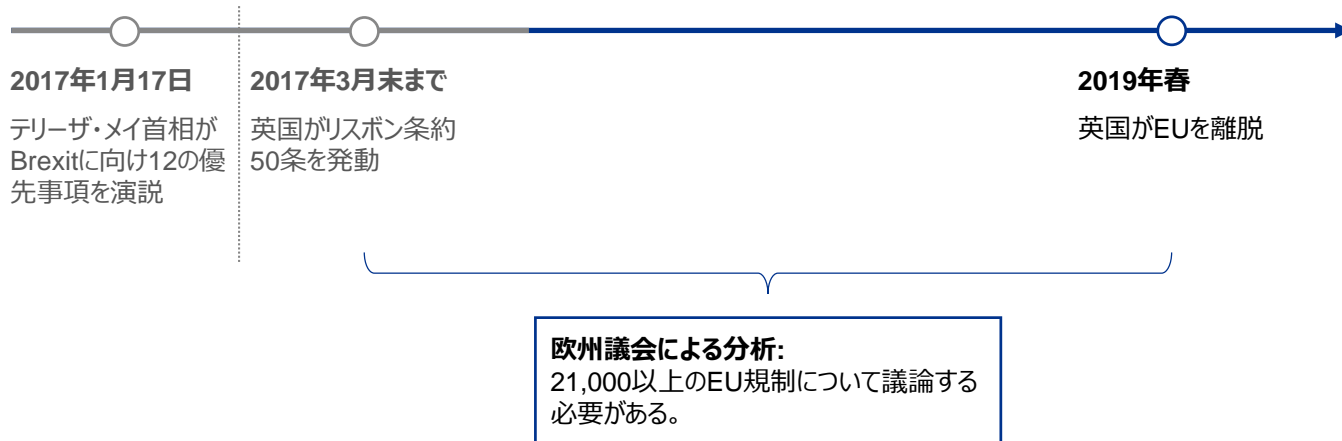 2017年1月17日
テリーザ・メイ首相が
Brexitに向け12の優
先事項を演説
2017年3月末まで
英国がリスボン条約
50条を発動
2019年春
英国がEUを離脱
欧州議会による分析:
21,000以上のEU規制について議論する
必要がある。